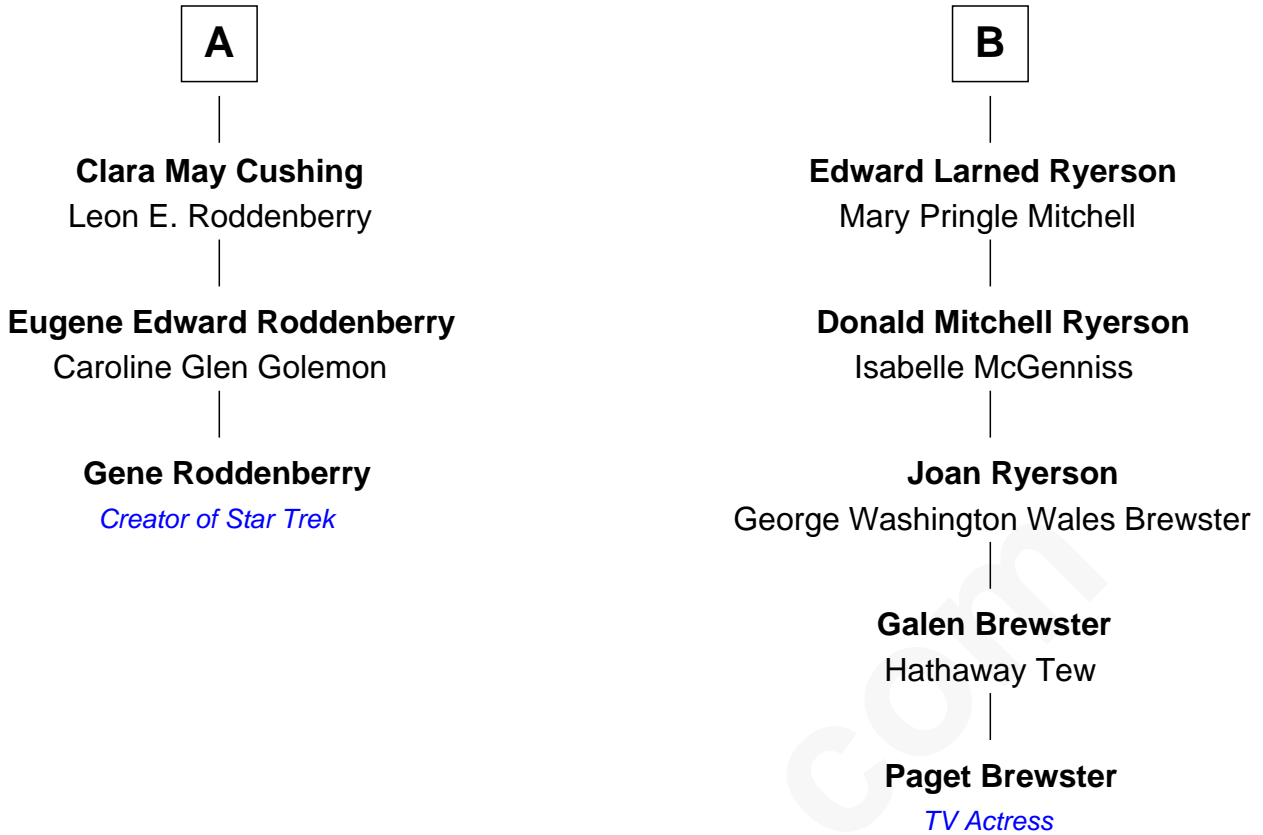 A
Clara May Cushing
Leon E. Roddenberry
Eugene Edward Roddenberry
Caroline Glen Golemon
Gene Roddenberry
Creator of Star Trek
B
Edward Larned Ryerson
Mary Pringle Mitchell
Donald Mitchell Ryerson
Isabelle McGenniss
Joan Ryerson
George Washington Wales Brewster
Galen Brewster
Hathaway Tew
Paget Brewster
TV Actress
com